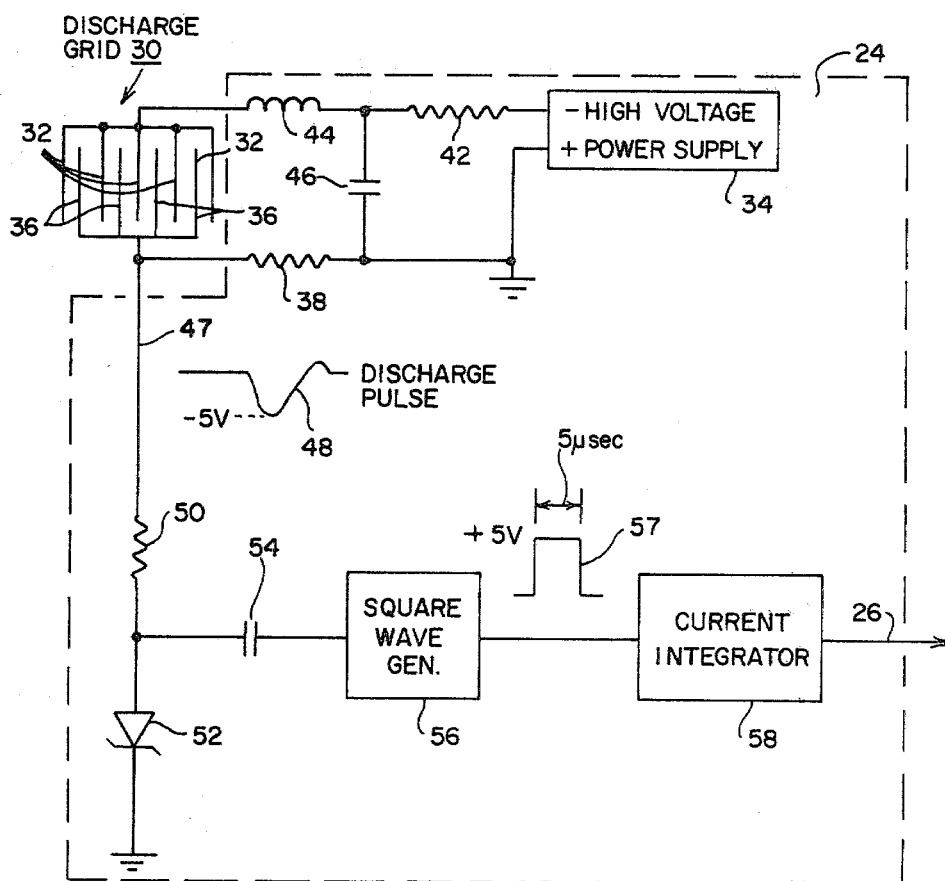 DISCHARGE
GRID 30
24
32
32
44
42
- HIGH VOLTAGE
+ POWER SUPPLY
34
46
36
36
38
47
DISCHARGE
PULSE
-5V
48
5μsec
50
54
+5V
57
SQUARE
WAVE
GEN.
56
CURRENT
INTEGRATOR
58
26
52